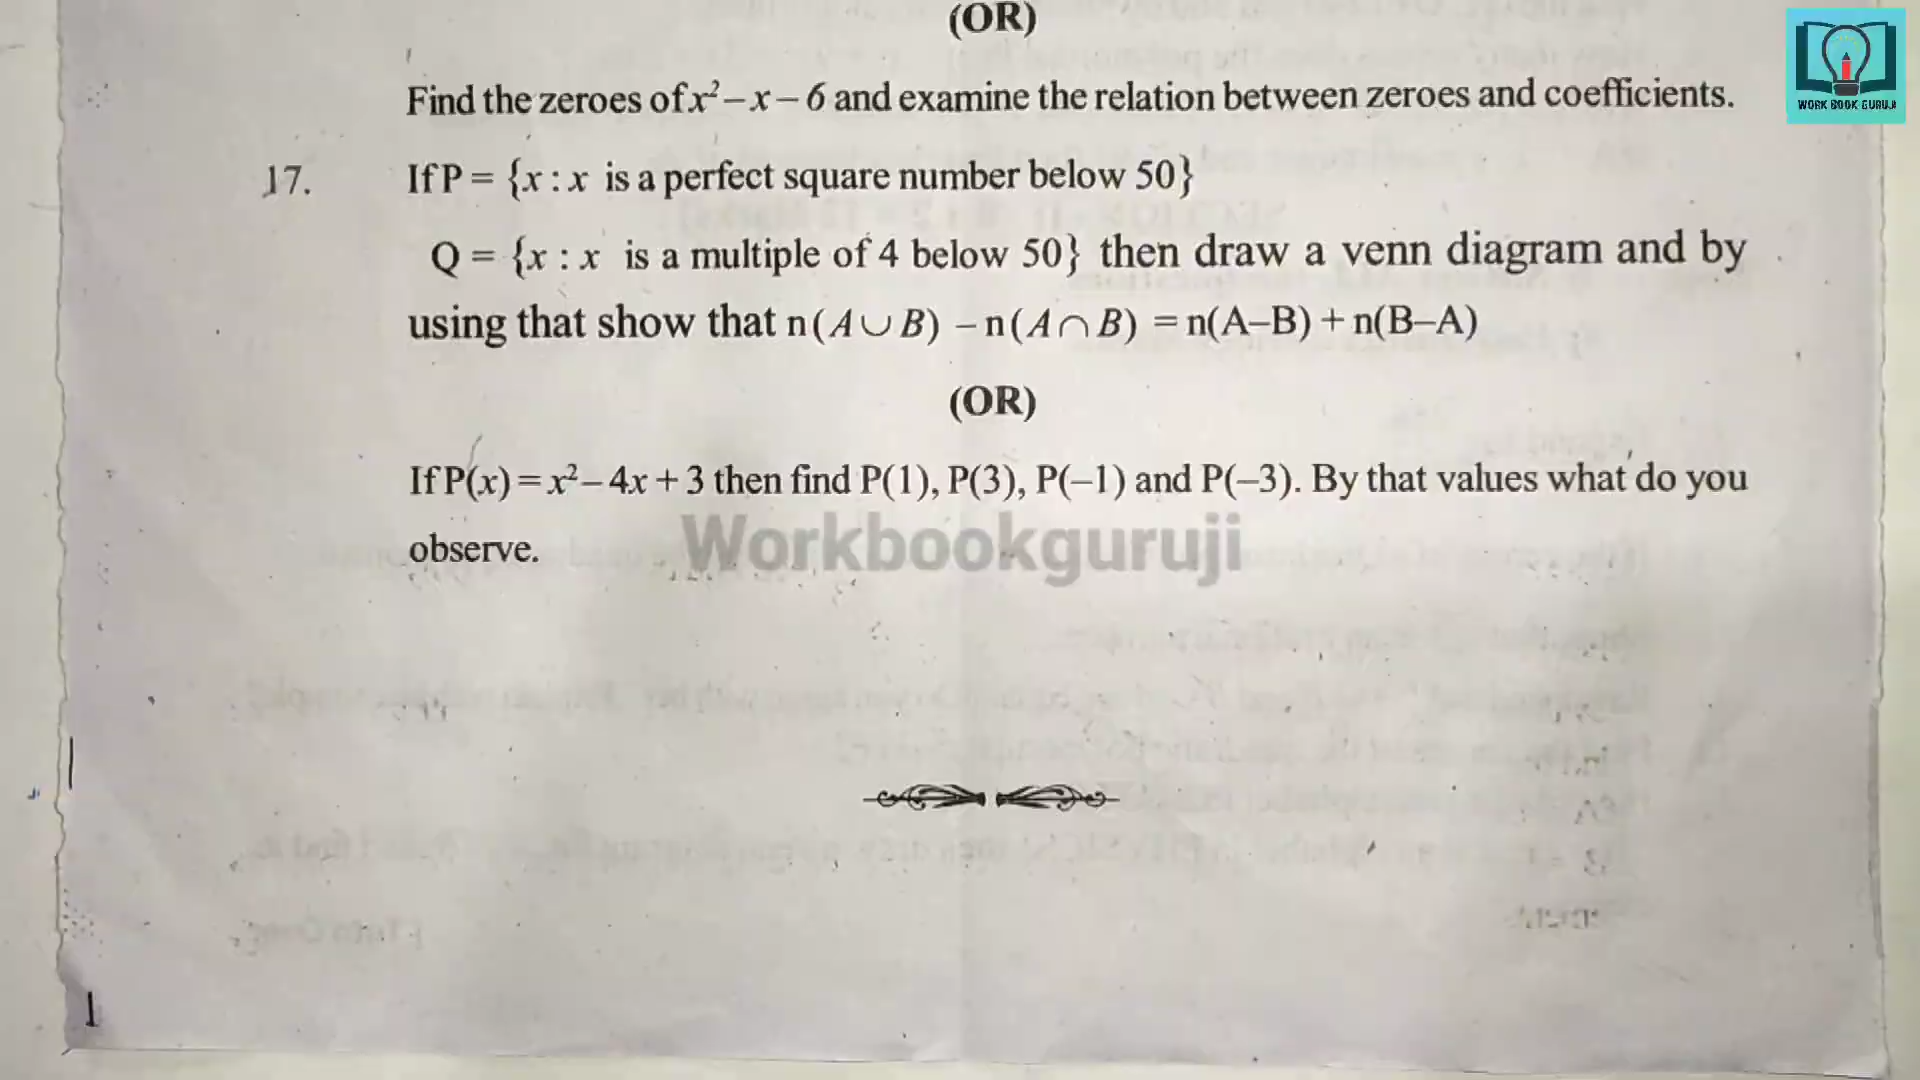 (OR)
WORK BOOK GURUJI
Find the zeroes of x² – x – 6 and examine the relation between zeroes and coefficients.
17. If P = {x : x is a perfect square number below 50}
Q = {x : x is a multiple of 4 below 50} then draw a venn diagram and by
using that show that n(A∪B) – n(A∩B) = n(A–B) + n(B–A)
(OR)
If P(x) = x² – 4x + 3 then find P(1), P(3), P(–1) and P(–3). By that values what do you
observe.
Workbookguruji